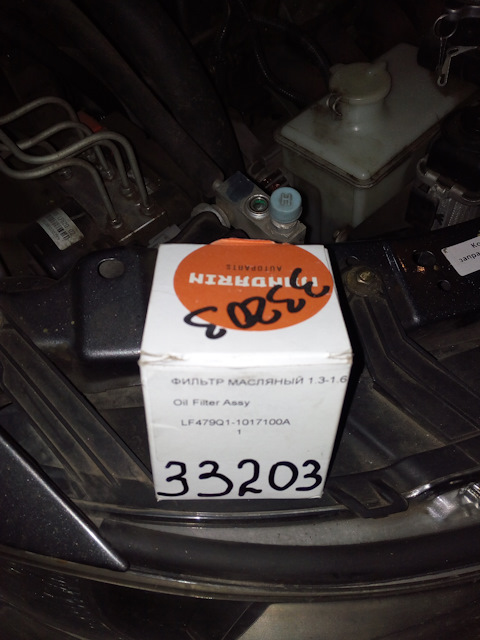 MANDARIN
AUTOPARTS
33203
ФИЛЬТР МАСЛЯНЫЙ 1.3-1.6
Oil Filter Assy
LF479Q1-1017100A
1
33203